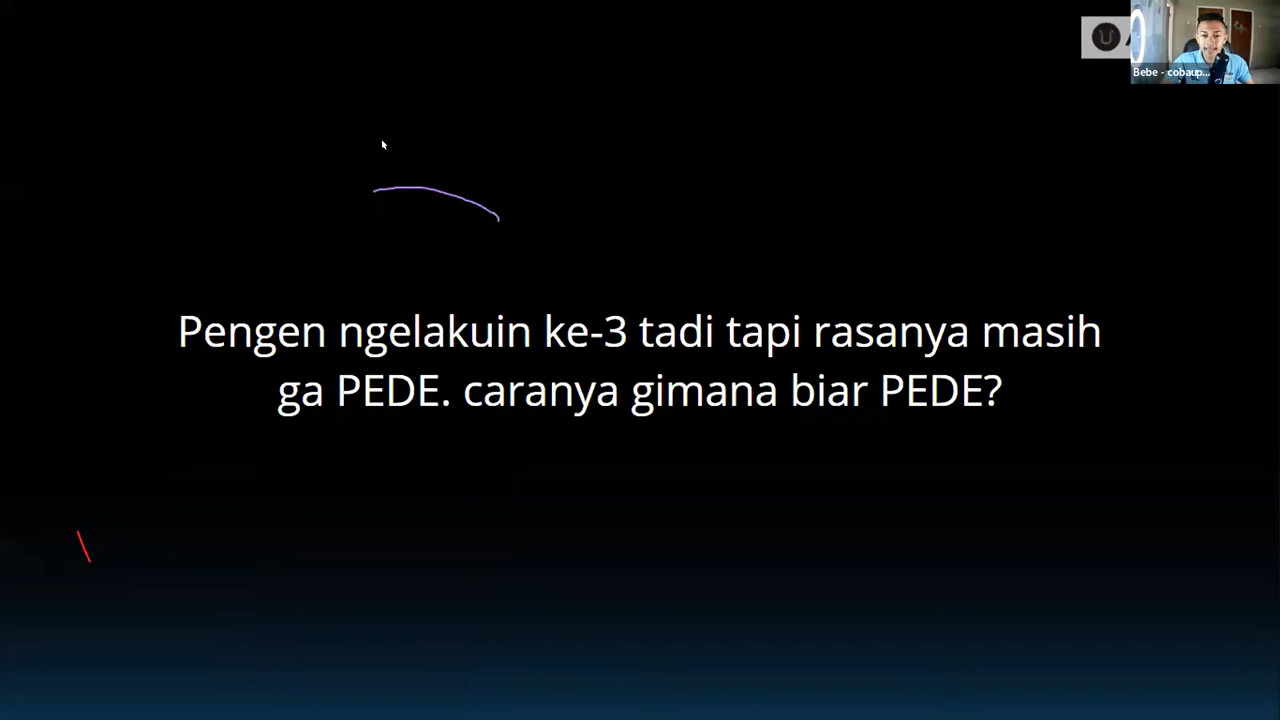 Bebe - cobaup...
Pengen ngelakuin ke-3 tadi tapi rasanya masih
ga PEDE. caranya gimana biar PEDE?